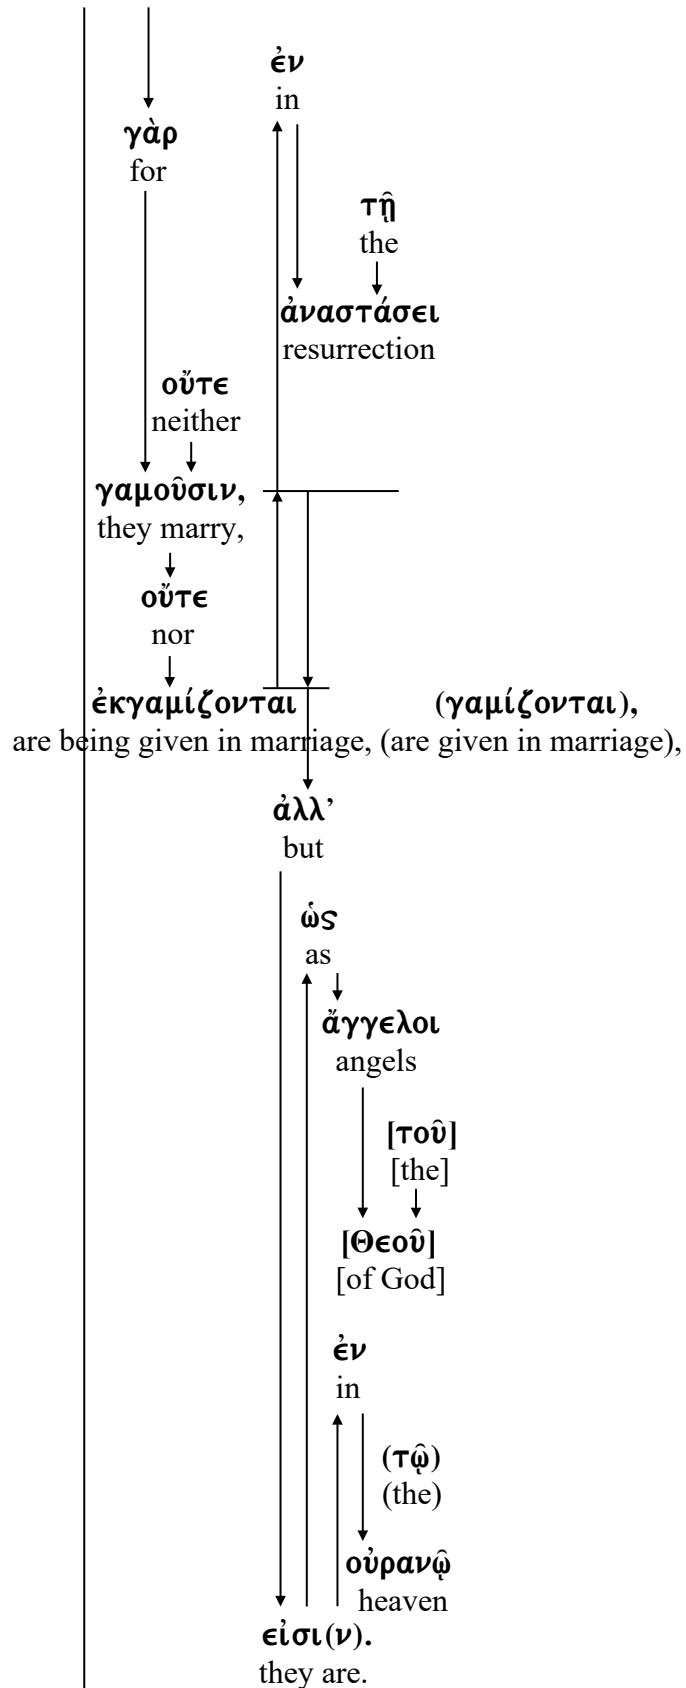 ἐν
in
γὰρ
for
τῇ
the
ἀναστάσει
resurrection
οὔτε
neither
γαμοῦσιν,
they marry,
οὔτε
nor
ἐκγαμίζονται (γαμίζονται),
are being given in marriage, (are given in marriage),
ἀλλ’
but
ὡς
as
ἄγγελοι
angels
[τοῦ]
[the]
[Θεοῦ]
[of God]
ἐν
in
(τῷ)
(the)
οὐρανῷ
heaven
εἰσι(ν).
they are.